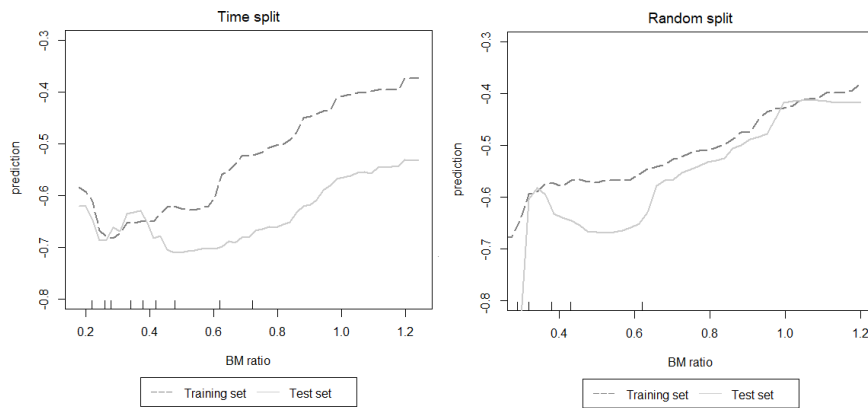 Time split
-0.3
-0.4
-0.5
-0.6
-0.7
-0.8
prediction
0.2 0.4 0.6 0.8 1.0 1.2
BM ratio
Training set Test set
Random split
-0.3
-0.4
-0.5
-0.6
-0.7
-0.8
prediction
0.4 0.6 0.8 1.0 1.2
BM ratio
Training set Test set